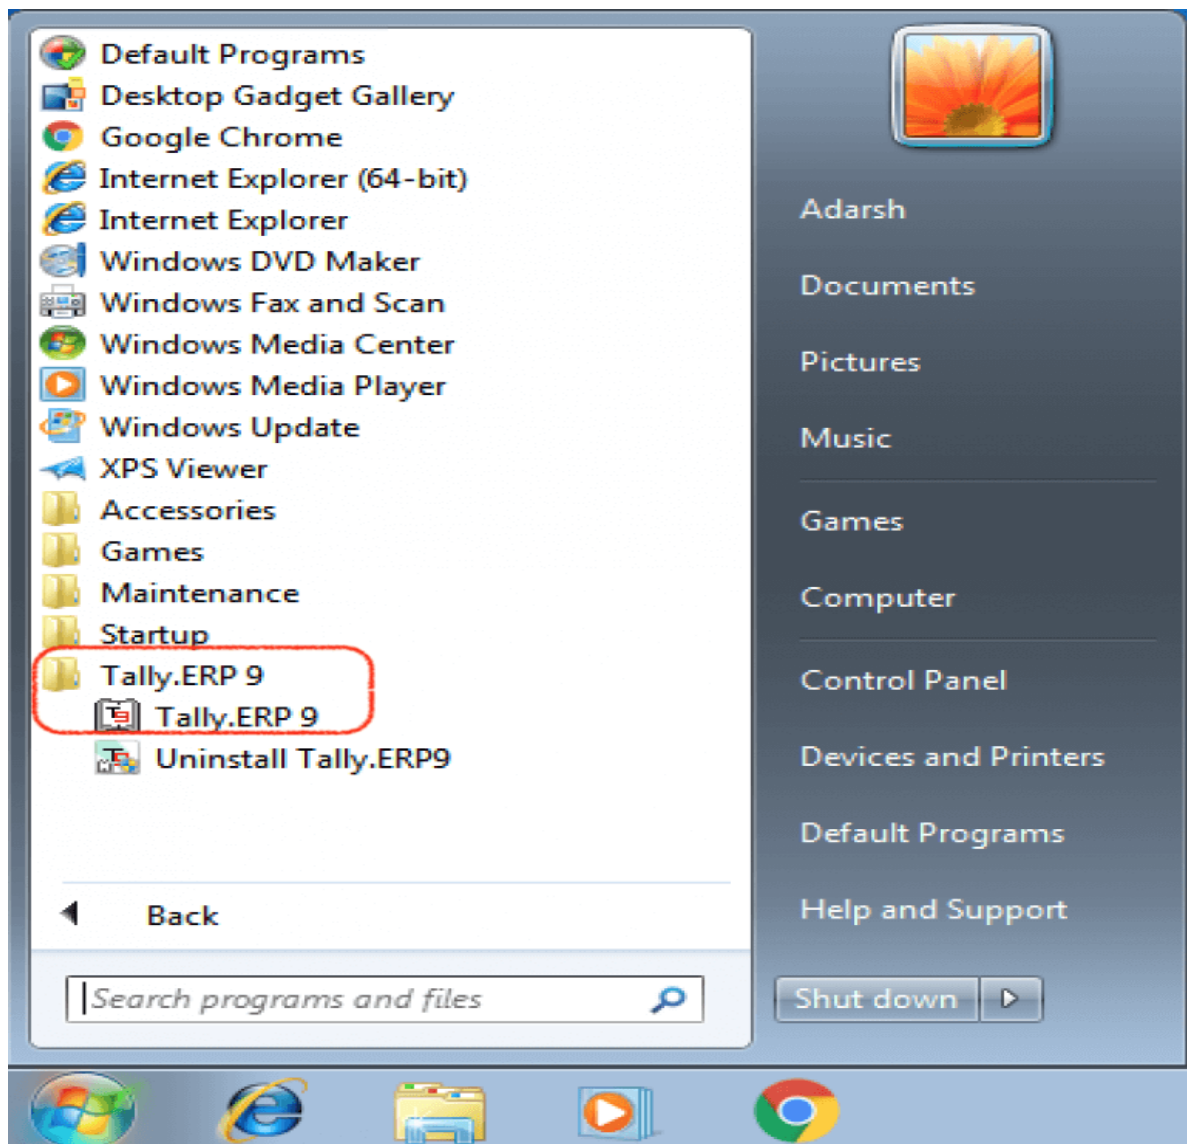 Default Programs
Desktop Gadget Gallery
Google Chrome
Internet Explorer (64-bit)
Internet Explorer
Windows DVD Maker
Windows Fax and Scan
Windows Media Center
Windows Media Player
Windows Update
XPS Viewer
Accessories
Games
Maintenance
Startup
Tally.ERP 9
Tally.ERP 9
Uninstall Tally.ERP9
Back
Search programs and files
Adarsh
Documents
Pictures
Music
Games
Computer
Control Panel
Devices and Printers
Default Programs
Help and Support
Shut down